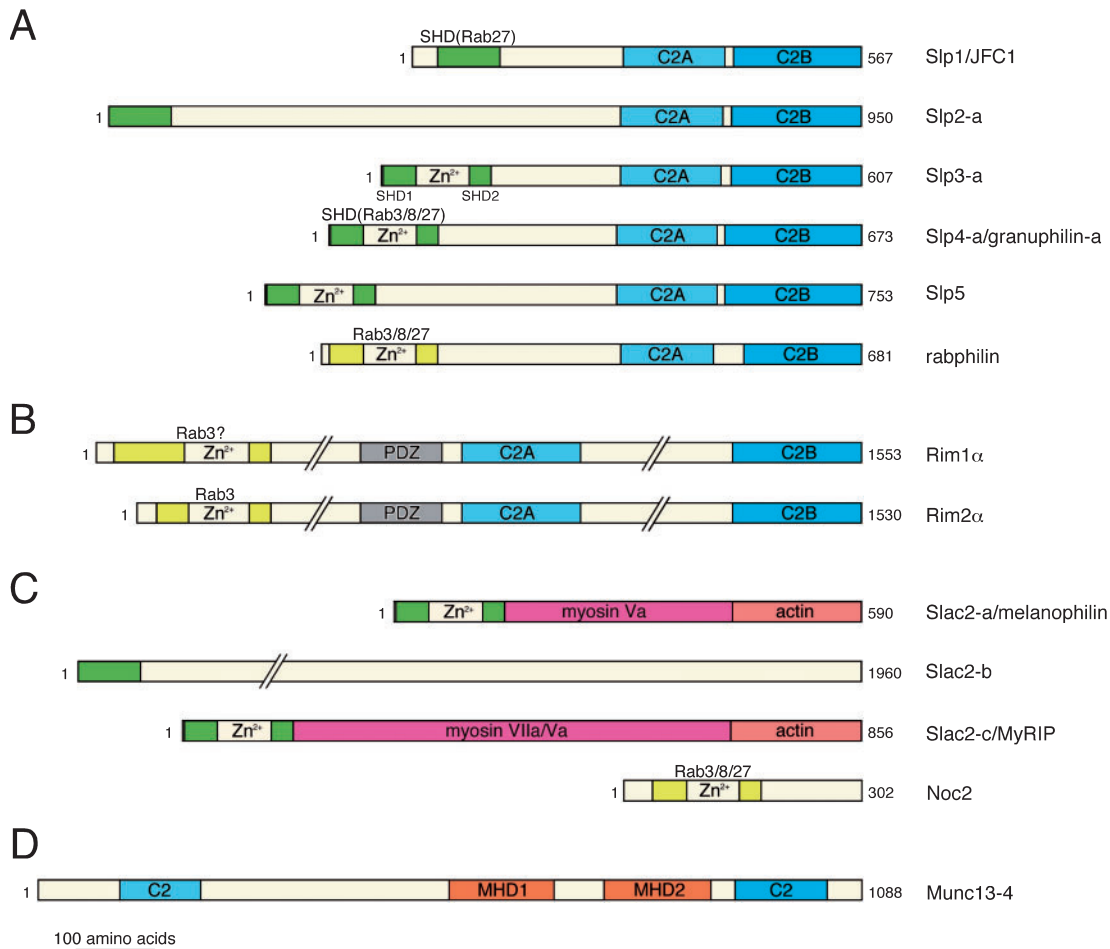 A
SHD(Rab27)
1 C2A C2B 567 Slp1/JFC1
1 C2A C2B 950 Slp2-a
1 Zn²⁺ C2A C2B 607 Slp3-a
SHD1 SHD2
SHD(Rab3/8/27)
1 Zn²⁺ C2A C2B 673 Slp4-a/granuphilin-a
1 Zn²⁺ C2A C2B 753 Slp5
Rab3/8/27
1 Zn²⁺ C2A C2B 681 rabphilin
B
Rab3?
1 Zn²⁺ PDZ C2A C2B 1553 Rim1α
Rab3
1 Zn²⁺ PDZ C2A C2B 1530 Rim2α
C
1 Zn²⁺ myosin Va actin 590 Slac2-a/melanophilin
1 1960 Slac2-b
1 Zn²⁺ myosin VIIa/Va actin 856 Slac2-c/MyRIP
Rab3/8/27
1 Zn²⁺ 302 Noc2
D
1 C2 MHD1 MHD2 C2 1088 Munc13-4
100 amino acids